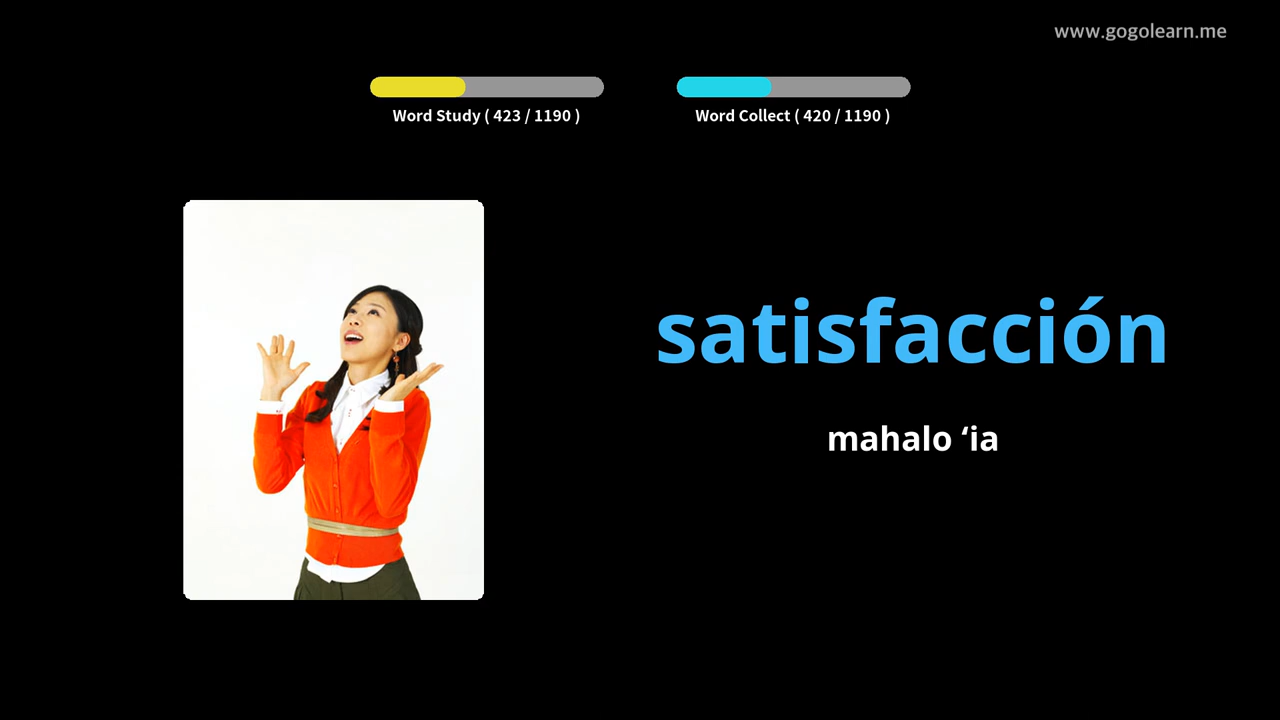 www.gogolearn.me
Word Study ( 423 / 1190 )
Word Collect ( 420 / 1190 )
satisfacción
mahalo ʻia